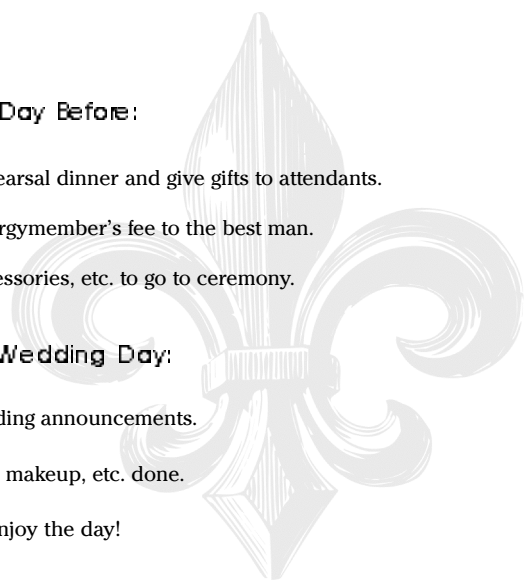 Day Before:
earsal dinner and give gifts to attendants.
rgymember's fee to the best man.
essories, etc. to go to ceremony.
Wedding Day:
ding announcements.
makeup, etc. done.
njoy the day!